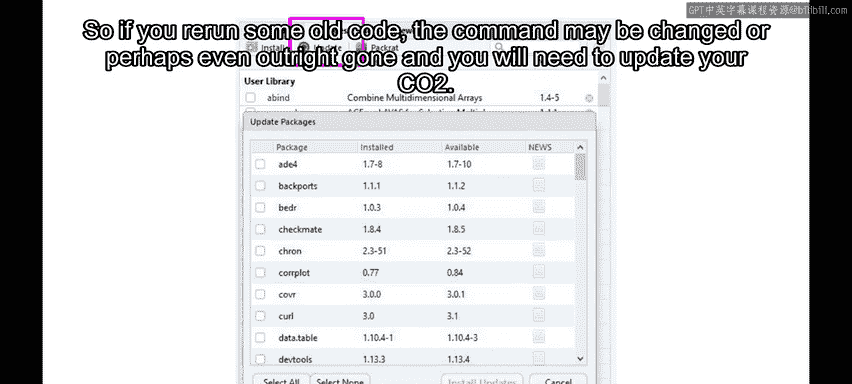 GPT中英字幕课程资源@bilibili.com
So if you rerun some old code, the command may be changed or
perhaps even outright gone and you will need to update your
CO2.
Install Update Packrat
User Library
abind Combine Multidimensional Arrays 1.4-5
Update Packages
Package Installed Available NEWS
ade4 1.7-8 1.7-10
backports 1.1.1 1.1.2
bedr 1.0.3 1.0.4
checkmate 1.8.4 1.8.5
chron 2.3-51 2.3-52
corrplot 0.77 0.84
covr 3.0.0 3.0.1
curl 3.0 3.1
data.table 1.10.4-1 1.10.4-3
devtools 1.13.3 1.13.4
Select All Select None Install Updates Cancel